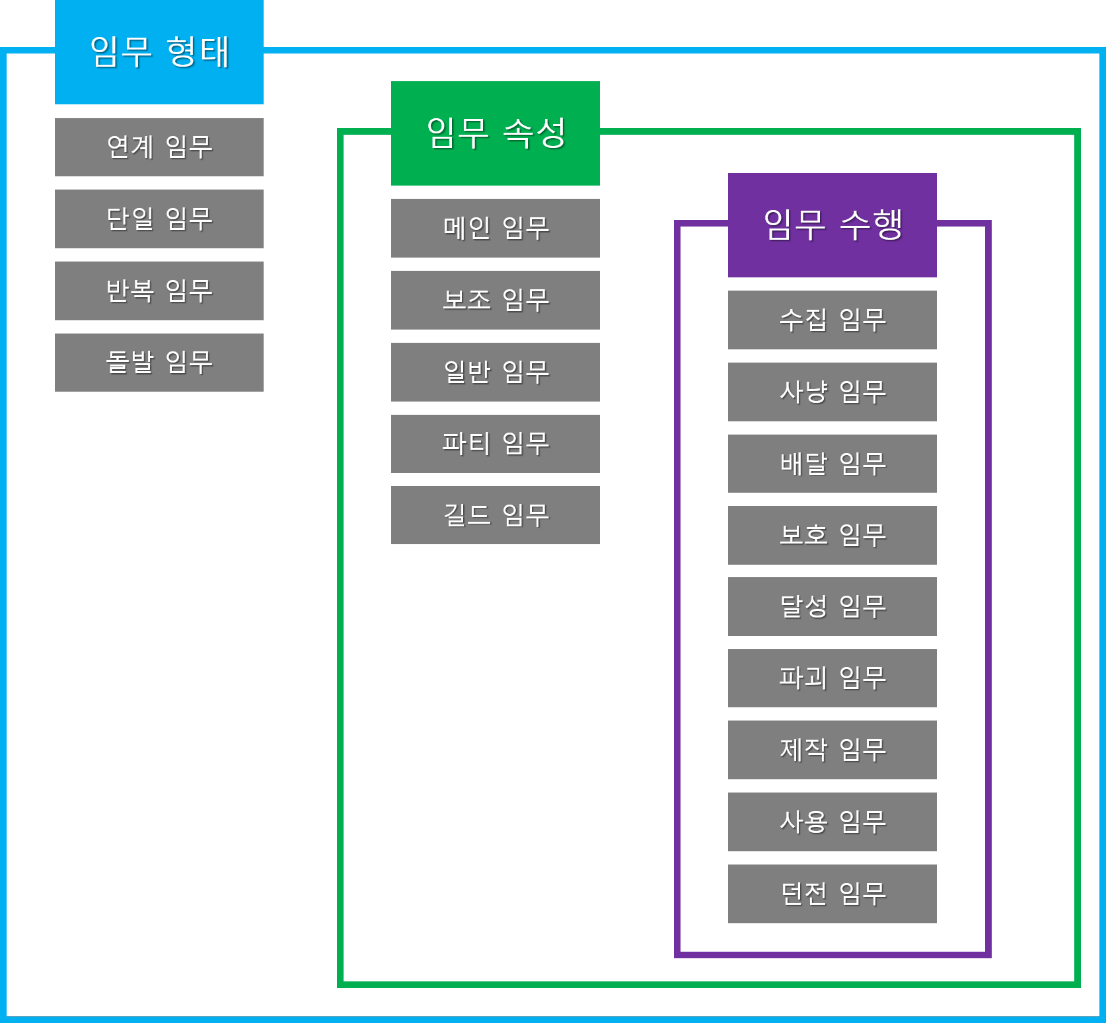 임무 형태
연계 임무
단일 임무
반복 임무
돌발 임무
임무 속성
메인 임무
보조 임무
일반 임무
파티 임무
길드 임무
임무 수행
수집 임무
사냥 임무
배달 임무
보호 임무
달성 임무
파괴 임무
제작 임무
사용 임무
던전 임무